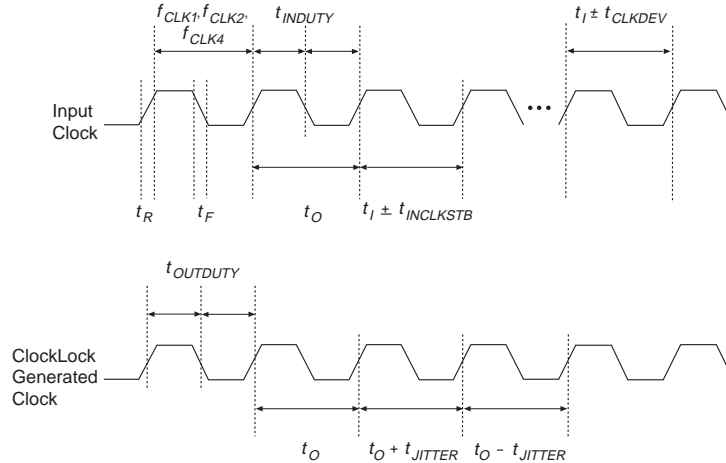 f_CLK1, f_CLK2,
f_CLK4
t_INDUTY
t_I ± t_CLKDEV
Input
Clock
t_R
t_F
t_O
t_I ± t_INCLKSTB
t_OUTDUTY
ClockLock
Generated
Clock
t_O
t_O + t_JITTER
t_O – t_JITTER